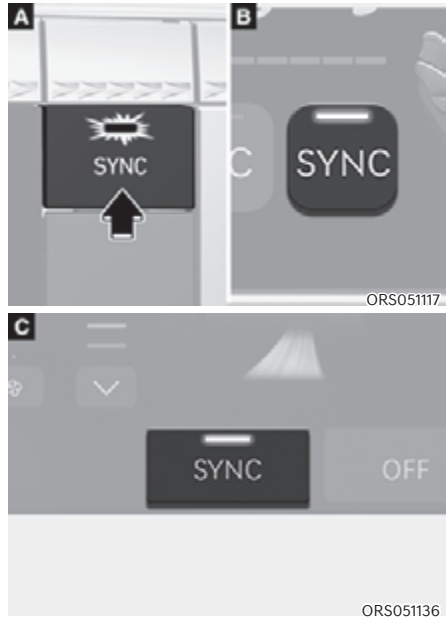 A
B
SYNC
C
SYNC
ORS051117
C
SYNC
OFF
ORS051136